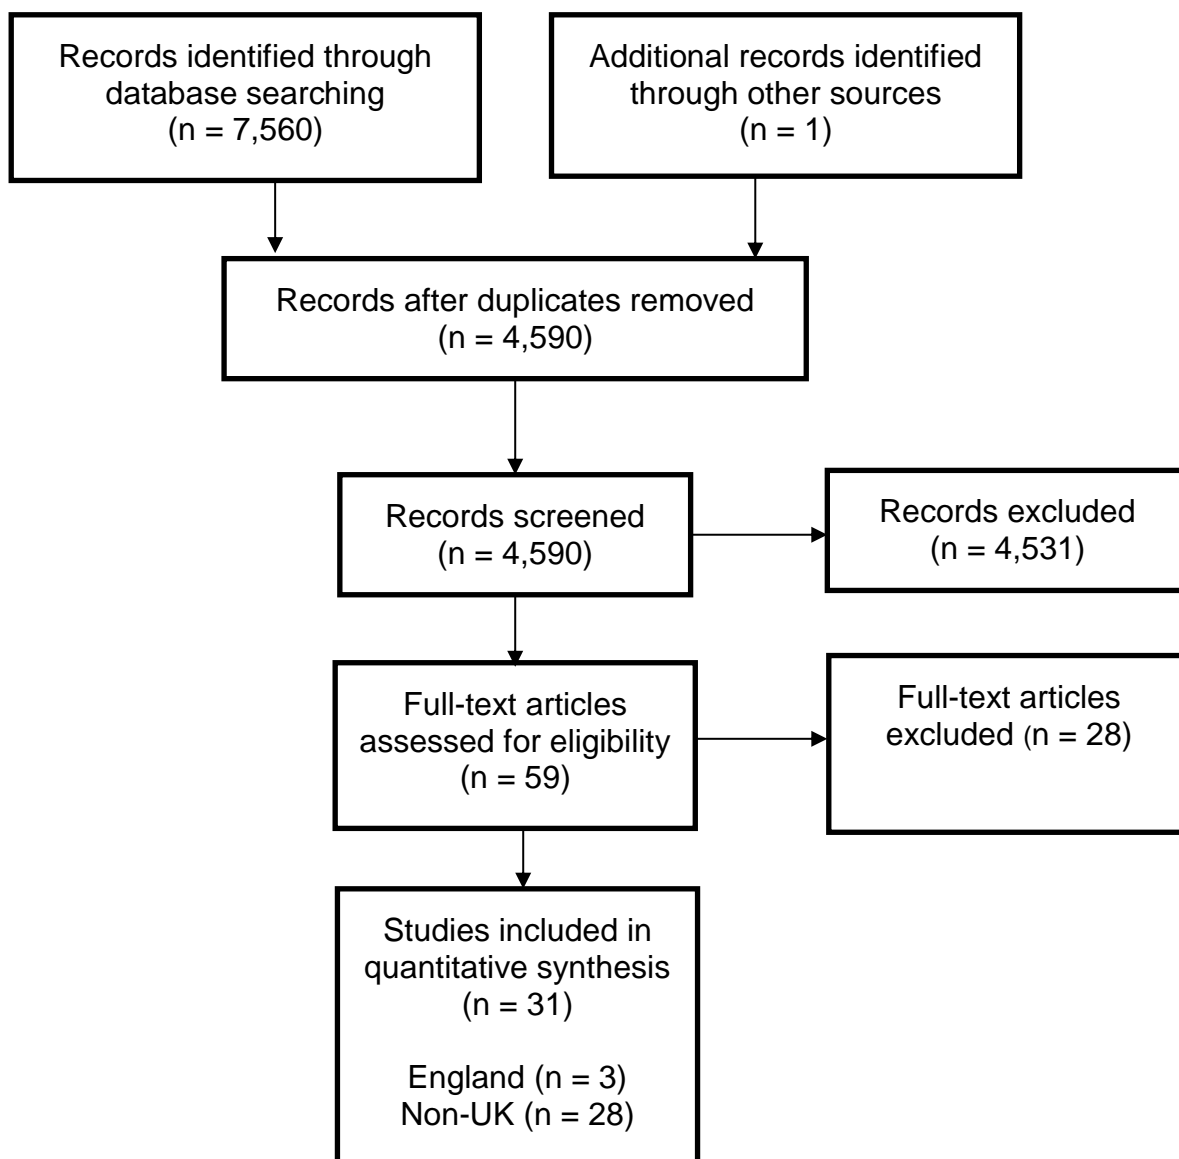 Records identified through
database searching
(n = 7,560)
Additional records identified
through other sources
(n = 1)
Records after duplicates removed
(n = 4,590)
Records screened
(n = 4,590)
Records excluded
(n = 4,531)
Full-text articles
assessed for eligibility
(n = 59)
Full-text articles
excluded (n = 28)
Studies included in
quantitative synthesis
(n = 31)
England (n = 3)
Non-UK (n = 28)